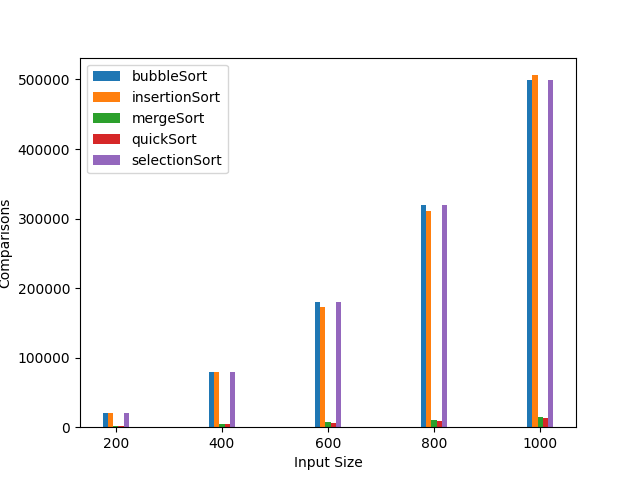 bubbleSort
insertionSort
mergeSort
quickSort
selectionSort
500000
400000
300000
200000
100000
0
Comparisons
200
400
600
800
1000
Input Size